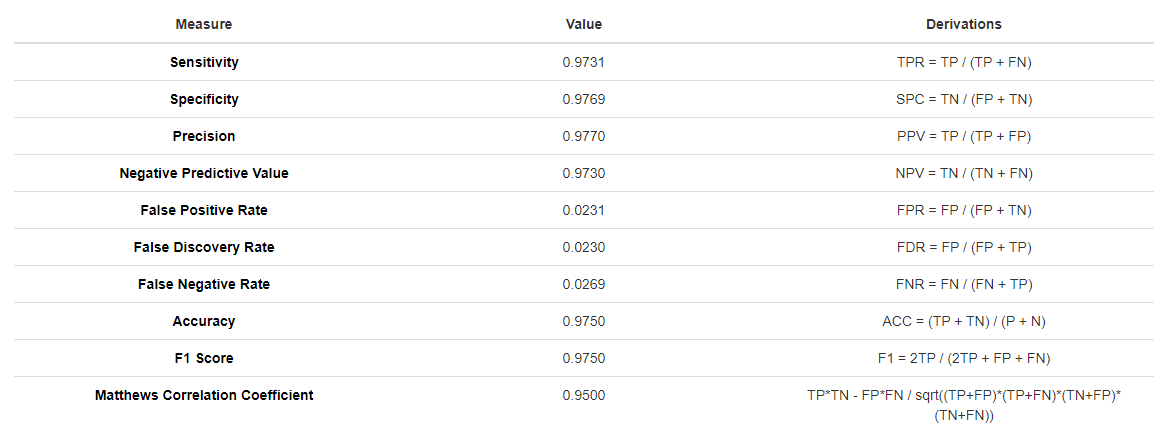 Measure Value Derivations
Sensitivity 0.9731 TPR = TP / (TP + FN)
Specificity 0.9769 SPC = TN / (FP + TN)
Precision 0.9770 PPV = TP / (TP + FP)
Negative Predictive Value 0.9730 NPV = TN / (TN + FN)
False Positive Rate 0.0231 FPR = FP / (FP + TN)
False Discovery Rate 0.0230 FDR = FP / (FP + TP)
False Negative Rate 0.0269 FNR = FN / (FN + TP)
Accuracy 0.9750 ACC = (TP + TN) / (P + N)
F1 Score 0.9750 F1 = 2TP / (2TP + FP + FN)
Matthews Correlation Coefficient 0.9500 TP*TN - FP*FN / sqrt((TP+FP)*(TP+FN)*(TN+FP)*
(TN+FN))